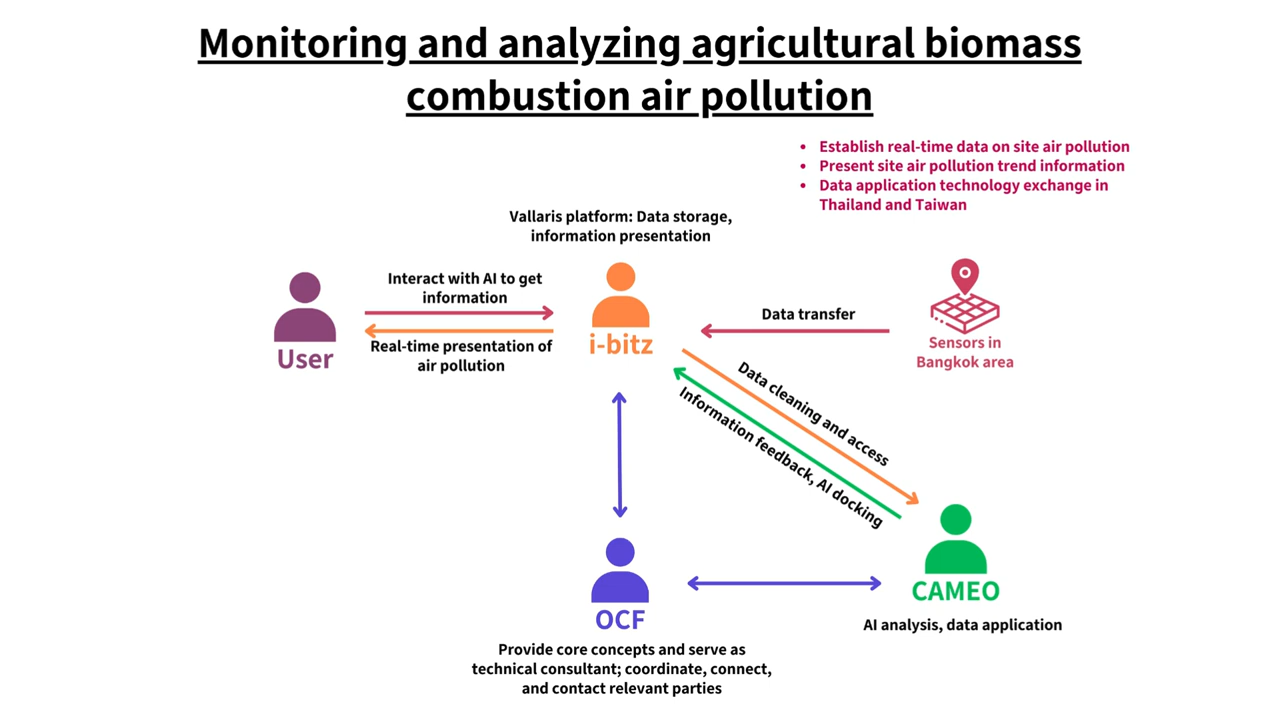 Monitoring and analyzing agricultural biomass
combustion air pollution
• Establish real-time data on site air pollution
• Present site air pollution trend information
• Data application technology exchange in
Thailand and Taiwan
Vallaris platform: Data storage,
information presentation
Interact with AI to get
information
Real-time presentation of
air pollution
User
i-bitz
Data transfer
Sensors in
Bangkok area
Data cleaning and access
Information feedback, AI docking
CAMEO
AI analysis, data application
OCF
Provide core concepts and serve as
technical consultant; coordinate, connect,
and contact relevant parties